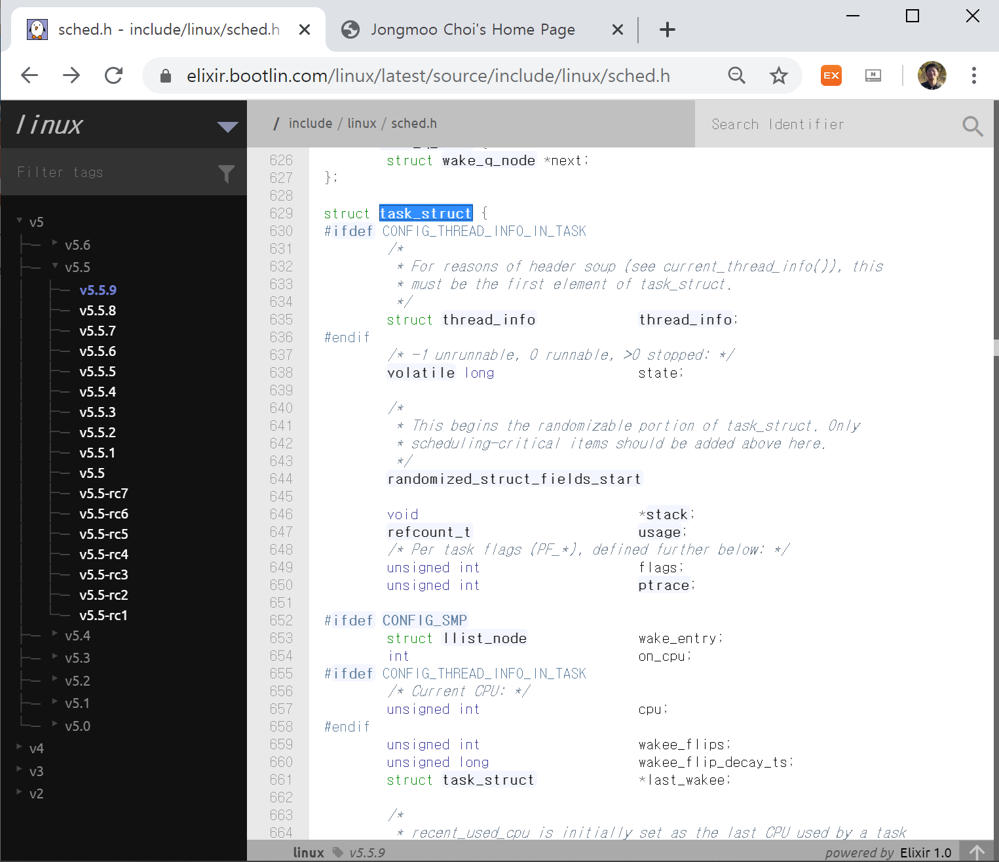 sched.h - include/linux/sched.h
Jongmoo Choi's Home Page
elixir.bootlin.com/linux/latest/source/include/linux/sched.h
EX
N
linux
/ include / linux / sched.h
Search Identifier
Filter tags
v5
v5.6
v5.5
v5.5.9
v5.5.8
v5.5.7
v5.5.6
v5.5.5
v5.5.4
v5.5.3
v5.5.2
v5.5.1
v5.5
v5.5-rc7
v5.5-rc6
v5.5-rc5
v5.5-rc4
v5.5-rc3
v5.5-rc2
v5.5-rc1
v5.4
v5.3
v5.2
v5.1
v5.0
v4
v3
v2
626 struct wake_q_node *next;
627 };
628
629 struct task_struct {
630 #ifdef CONFIG_THREAD_INFO_IN_TASK
631 /*
632 * For reasons of header soup (see current_thread_info()), this
633 * must be the first element of task_struct.
634 */
635 struct thread_info thread_info;
636 #endif
637 /* -1 unrunnable, 0 runnable, >0 stopped: */
638 volatile long state;
639
640 /*
641 * This begins the randomizable portion of task_struct. Only
642 * scheduling-critical items should be added above here.
643 */
644 randomized_struct_fields_start
645
646 void *stack;
647 refcount_t usage;
648 /* Per task flags (PF_*), defined further below: */
649 unsigned int flags;
650 unsigned int ptrace;
651
652 #ifdef CONFIG_SMP
653 struct llist_node wake_entry;
654 int on_cpu;
655 #ifdef CONFIG_THREAD_INFO_IN_TASK
656 /* Current CPU: */
657 unsigned int cpu;
658 #endif
659 unsigned int wakee_flips;
660 unsigned long wakee_flip_decay_ts;
661 struct task_struct *last_wakee;
662
663 /*
664 * recent_used_cpu is initially set as the last CPU used by a task
linux v5.5.9
powered by Elixir 1.0